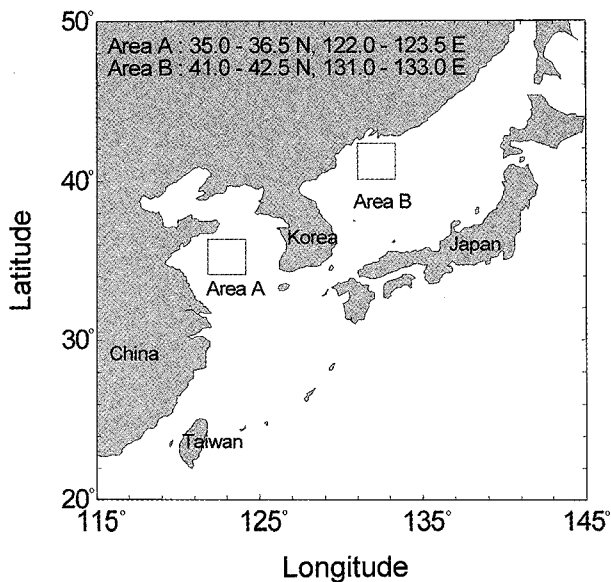 50°
Area A : 35.0 - 36.5 N, 122.0 - 123.5 E
Area B : 41.0 - 42.5 N, 131.0 - 133.0 E
40°
Area B
Korea
Japan
Area A
Latitude
30°
China
Taiwan
20°
115° 125° 135° 145°
Longitude